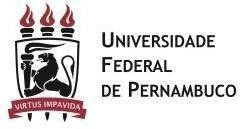 VIRTUS IMPAVIDA
UNIVERSIDADE
FEDERAL
DE PERNAMBUCO